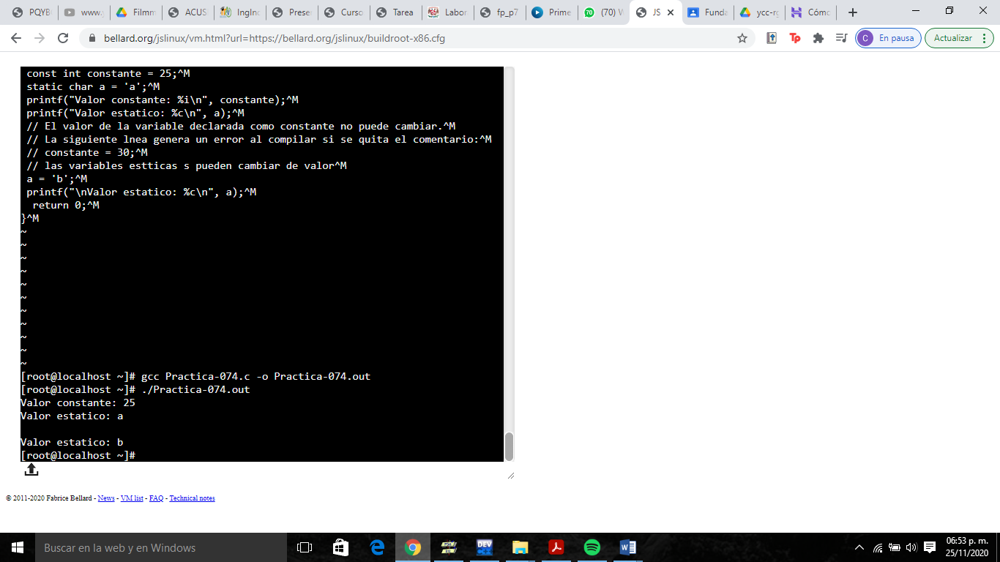 PQYB
www.
Filmm
ACUS
IngInc
Preser
Curso
Tarea
Labor
fp_p7
Prime
70 (70) W
JS
Funda
ycc-rg
Cómo
bellard.org/jslinux/vm.html?url=https://bellard.org/jslinux/buildroot-x86.cfg
Tp
C En pausa
Actualizar
const int constante = 25;^M
static char a = 'a';^M
printf("Valor constante: %i\n", constante);^M
printf("Valor estatico: %c\n", a);^M
// El valor de la variable declarada como constante no puede cambiar.^M
// La siguiente lnea genera un error al compilar si se quita el comentario:^M
// constante = 30;^M
// las variables estticas s pueden cambiar de valor^M
a = 'b';^M
printf("\nValor estatico: %c\n", a);^M
return 0;^M
}^M
~
~
~
~
~
~
~
~
~
~
~
[root@localhost ~]# gcc Practica-074.c -o Practica-074.out
[root@localhost ~]# ./Practica-074.out
Valor constante: 25
Valor estatico: a
Valor estatico: b
[root@localhost ~]#
© 2011-2020 Fabrice Bellard - News - VM list - FAQ - Technical notes
Buscar en la web y en Windows
DEV
06:53 p. m.
25/11/2020